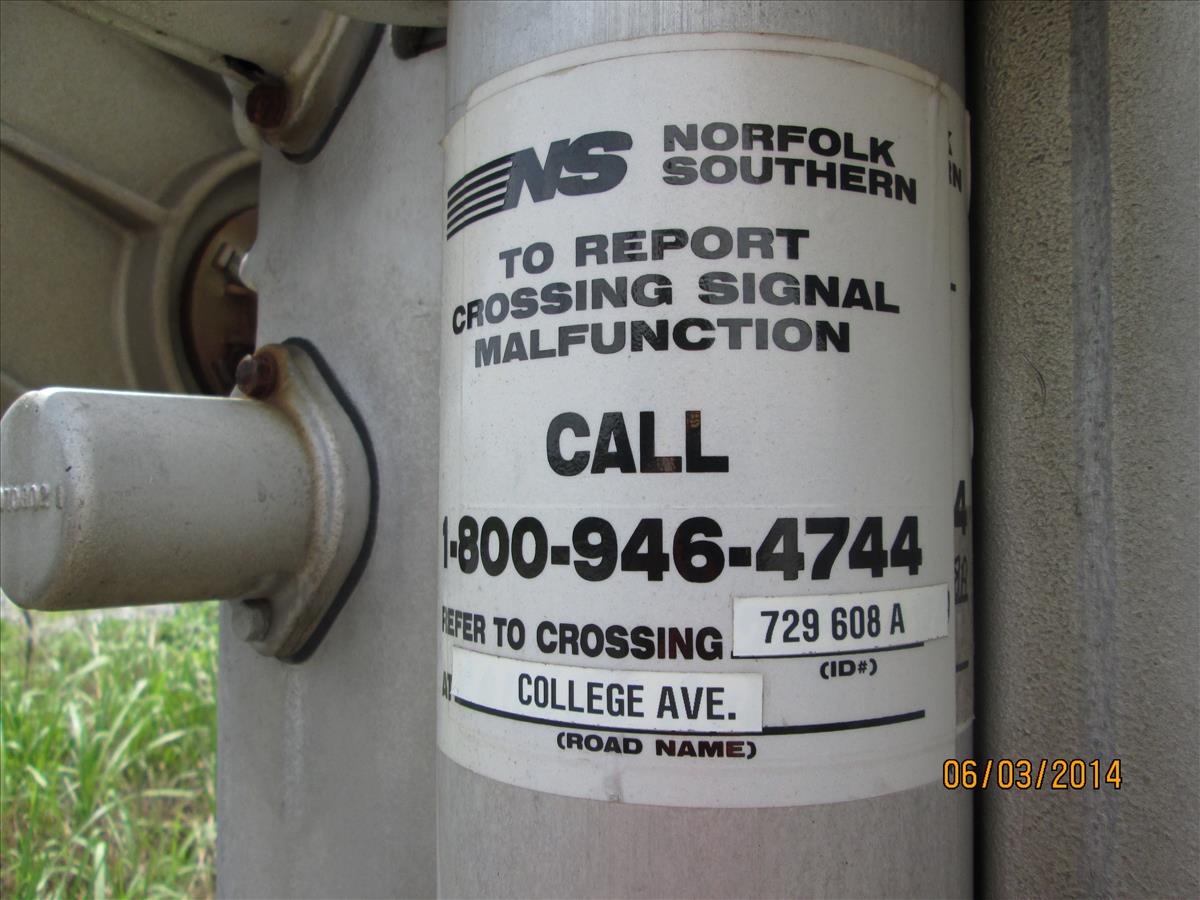 NS NORFOLK
SOUTHERN
TO REPORT
CROSSING SIGNAL
MALFUNCTION
CALL
1-800-946-4744
REFER TO CROSSING 729 608 A
(ID#)
AT COLLEGE AVE.
(ROAD NAME)
06/03/2014